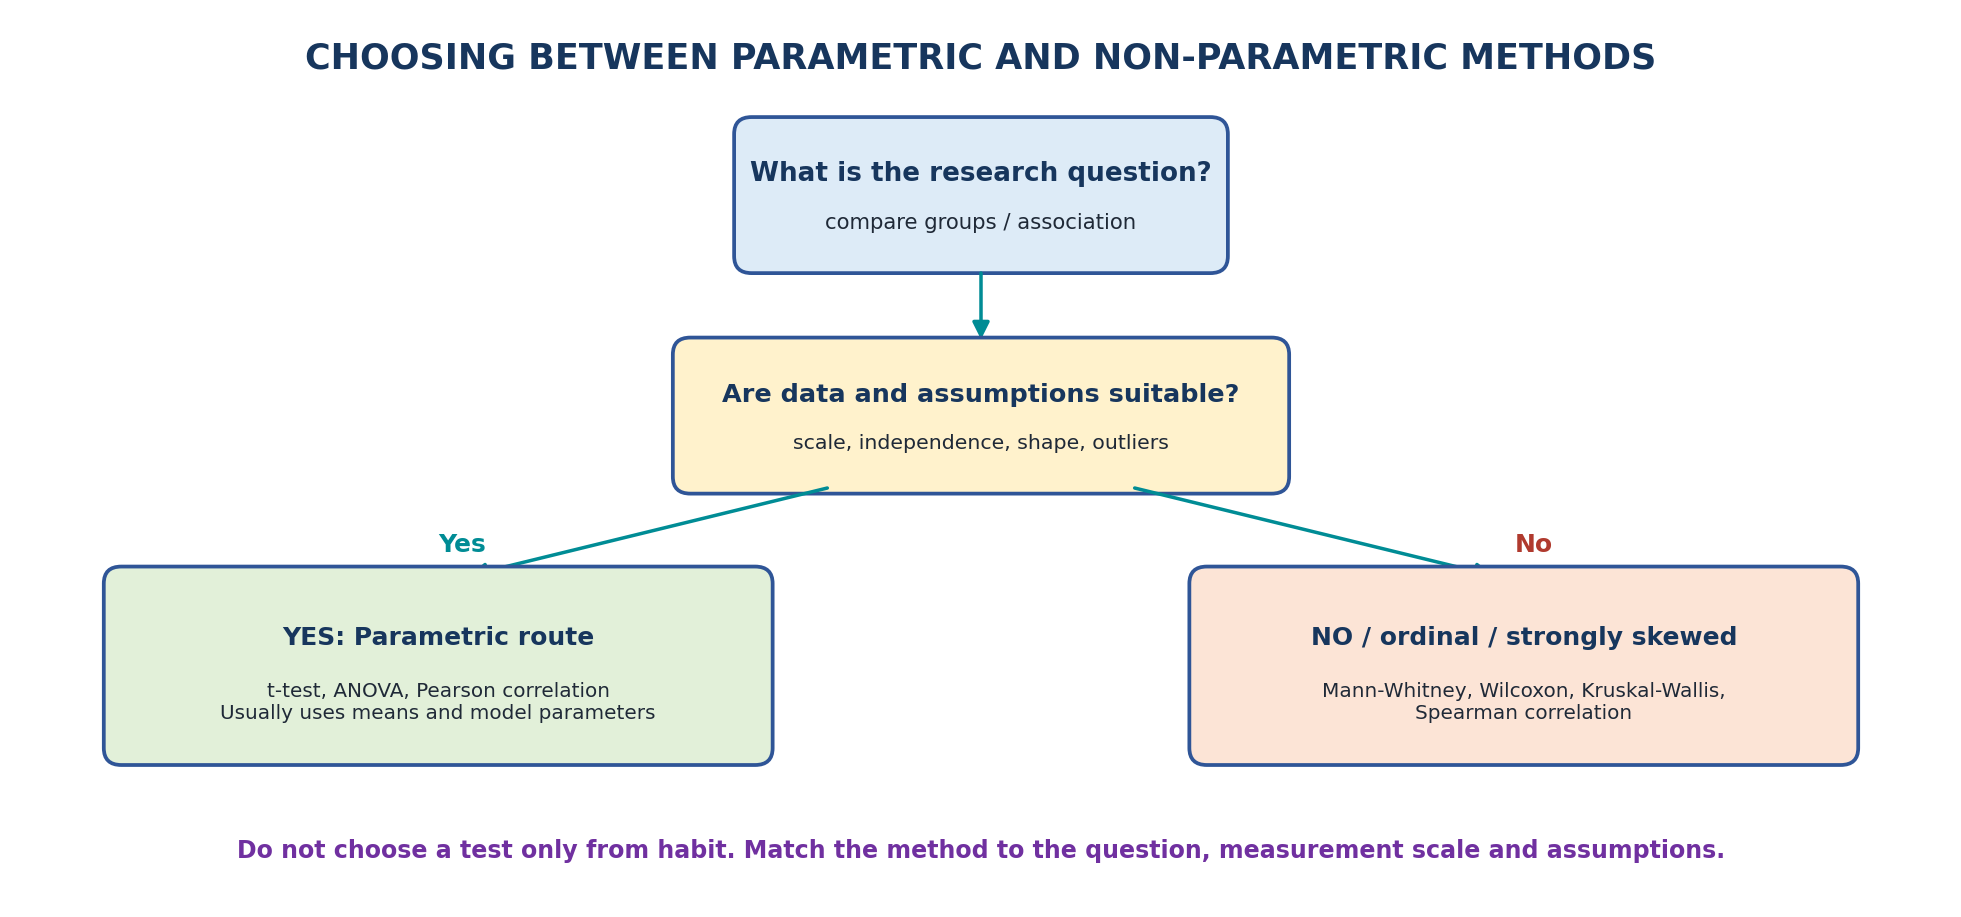 CHOOSING BETWEEN PARAMETRIC AND NON-PARAMETRIC METHODS
What is the research question?
compare groups / association
Are data and assumptions suitable?
scale, independence, shape, outliers
Yes
No
YES: Parametric route
t-test, ANOVA, Pearson correlation
Usually uses means and model parameters
NO / ordinal / strongly skewed
Mann-Whitney, Wilcoxon, Kruskal-Wallis,
Spearman correlation
Do not choose a test only from habit. Match the method to the question, measurement scale and assumptions.